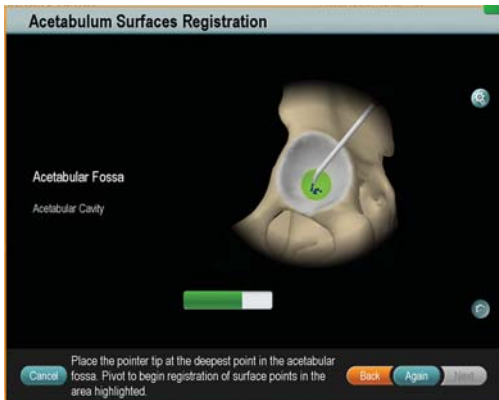 Acetabulum Surfaces Registration
Acetabular Fossa
Acetabular Cavity
Place the pointer tip at the deepest point in the acetabular
fossa. Pivot to begin registration of surface points in the
area highlighted.
Cancel
Back
Again
Next